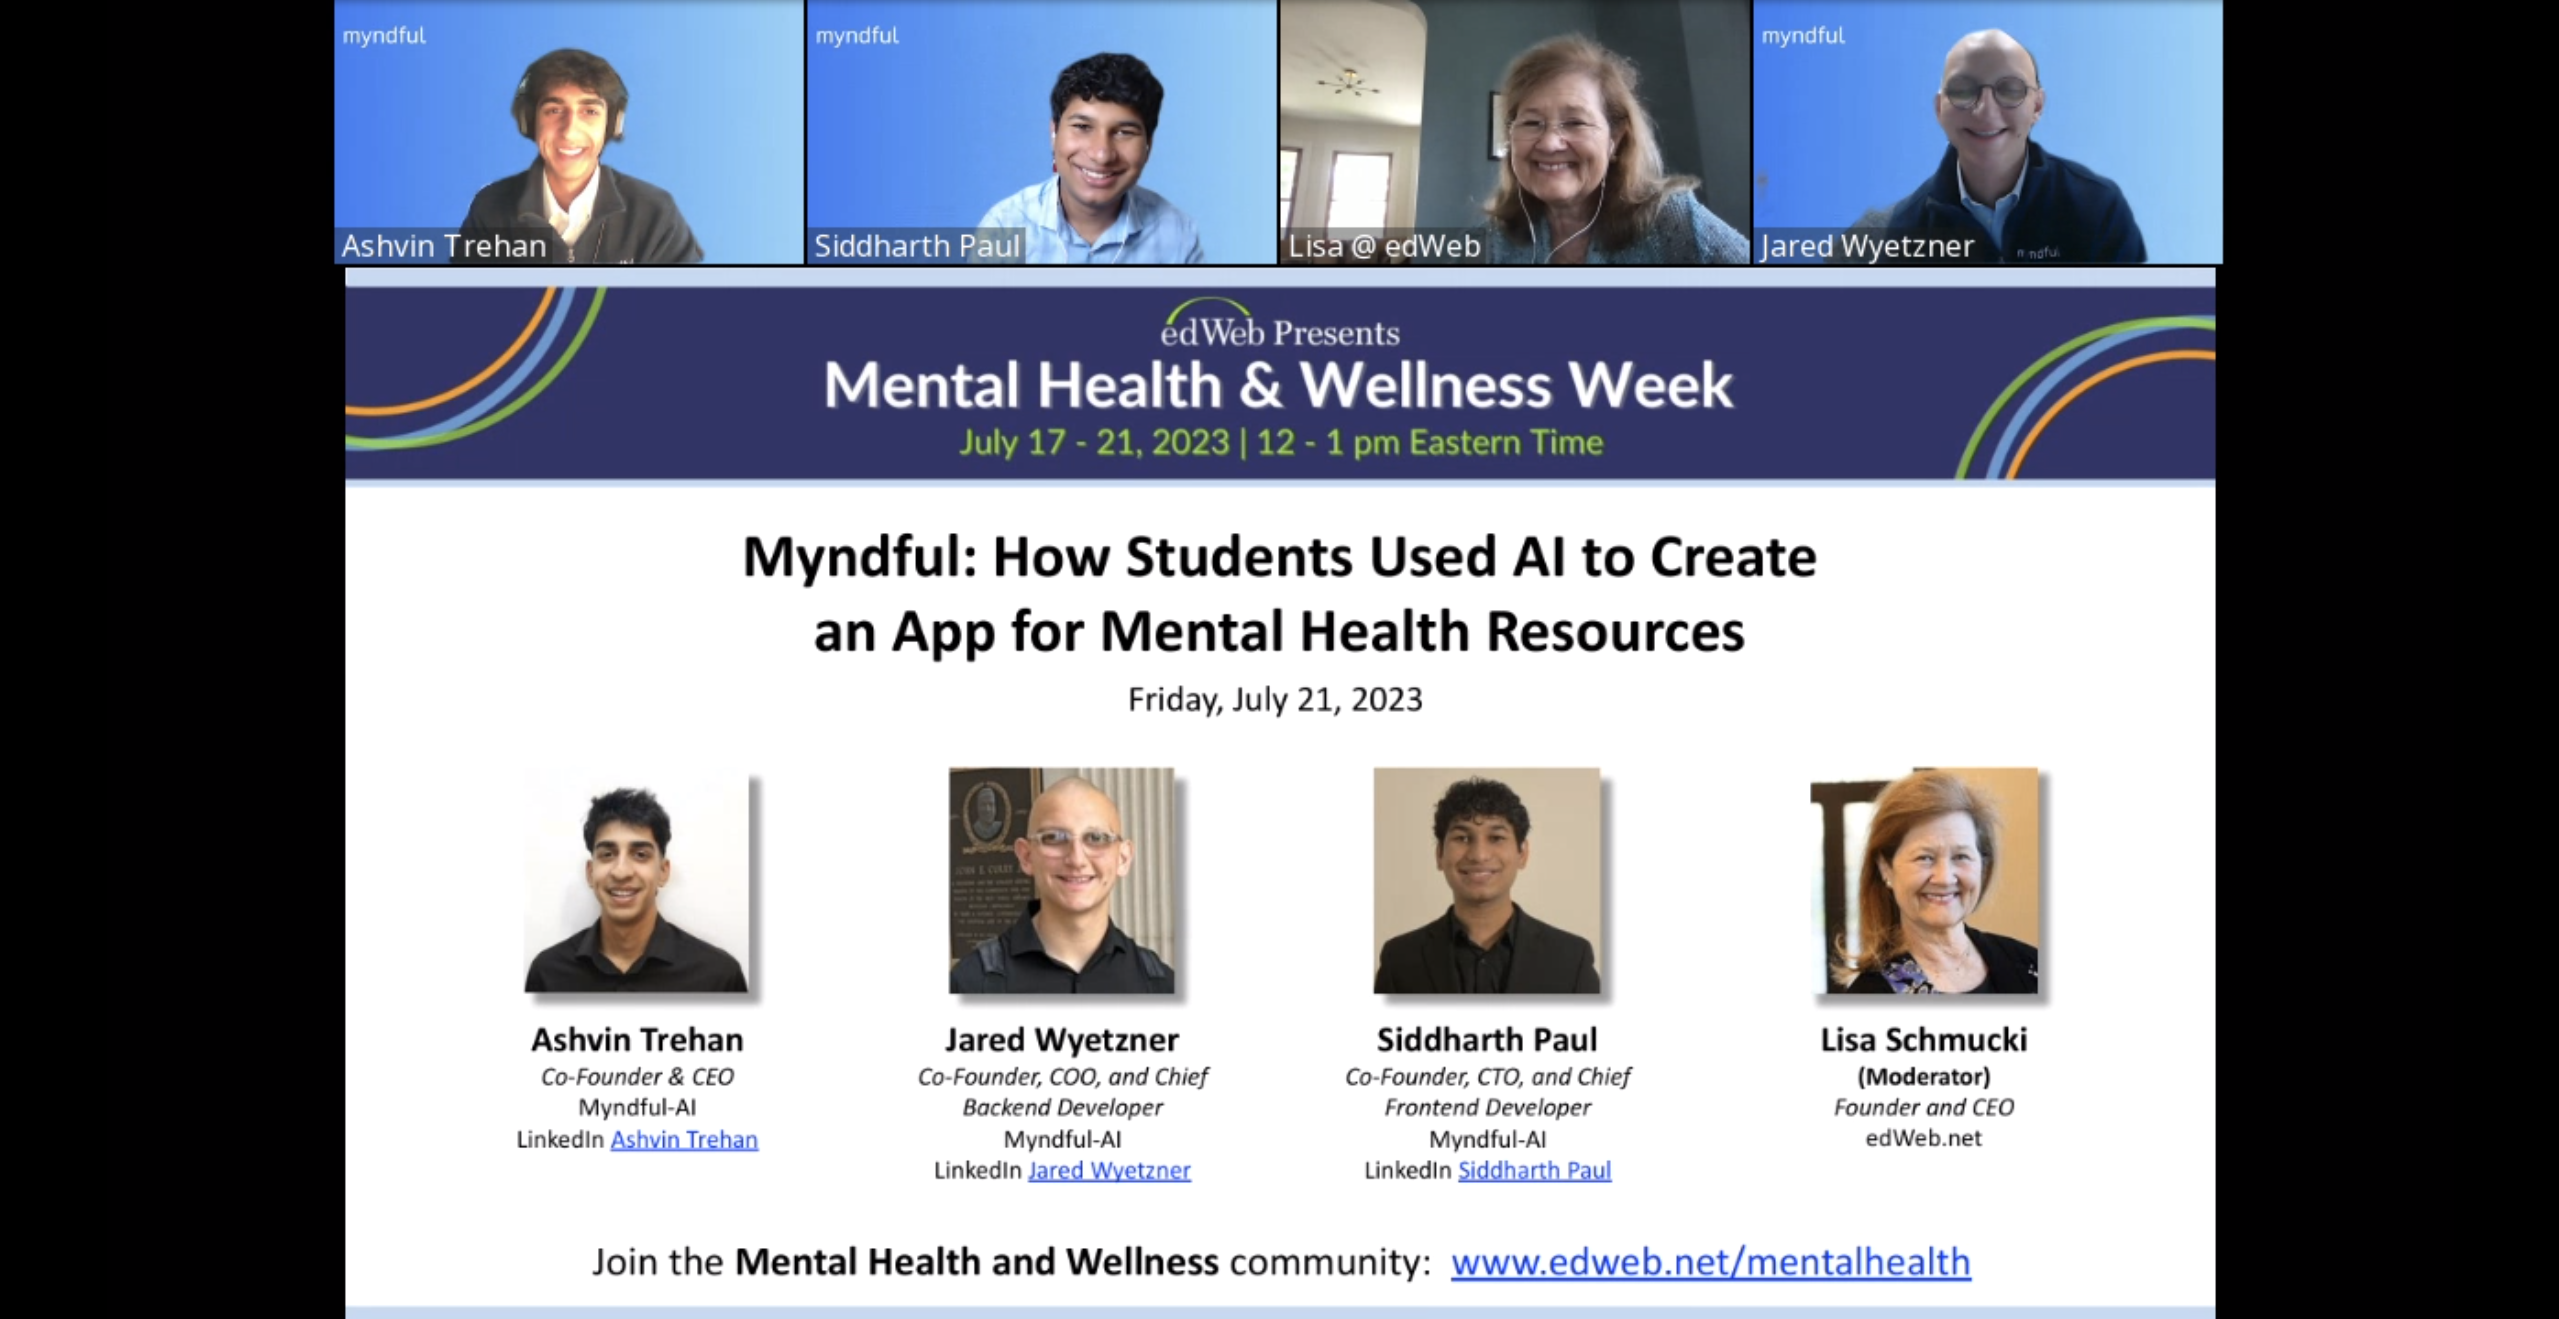 myndful
myndful
myndful
Ashvin Trehan
Siddharth Paul
Lisa @ edWeb
Jared Wyetzner
edWeb Presents
Mental Health & Wellness Week
July 17 - 21, 2023 | 12 - 1 pm Eastern Time
Myndful: How Students Used AI to Create
an App for Mental Health Resources
Friday, July 21, 2023
Ashvin Trehan
Co-Founder & CEO
Myndful-AI
LinkedIn Ashvin Trehan
Jared Wyetzner
Co-Founder, COO, and Chief
Backend Developer
Myndful-AI
LinkedIn Jared Wyetzner
Siddharth Paul
Co-Founder, CTO, and Chief
Frontend Developer
Myndful-AI
LinkedIn Siddharth Paul
Lisa Schmucki
(Moderator)
Founder and CEO
edWeb.net
Join the Mental Health and Wellness community: www.edweb.net/mentalhealth